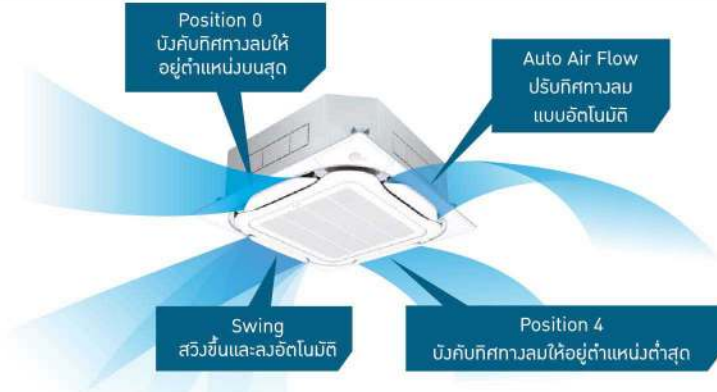 Position 0
บังคับทิศทางลมให้
อยู่ตำแหน่งบนสุด
Auto Air Flow
ปรับทิศทางลม
แบบอัตโนมัติ
Swing
สวิงขึ้นและลงอัตโนมัติ
Position 4
บังคับทิศทางลมให้อยู่ตำแหน่งต่ำสุด